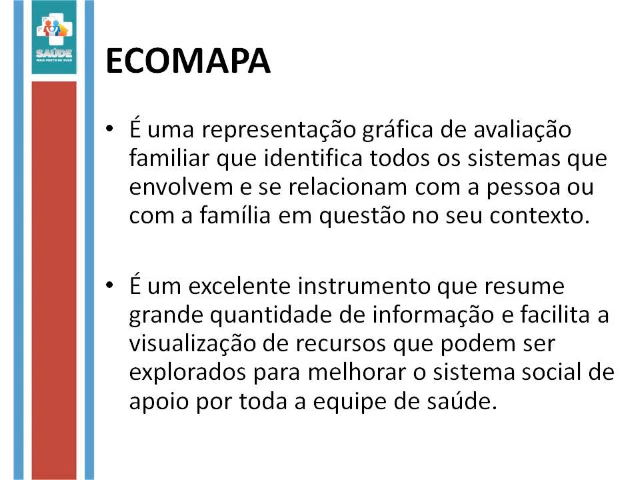 SAÚDE
ECOMAPA
• É uma representação gráfica de avaliação
familiar que identifica todos os sistemas que
envolvem e se relacionam com a pessoa ou
com a família em questão no seu contexto.
• É um excelente instrumento que resume
grande quantidade de informação e facilita a
visualização de recursos que podem ser
explorados para melhorar o sistema social de
apoio por toda a equipe de saúde.